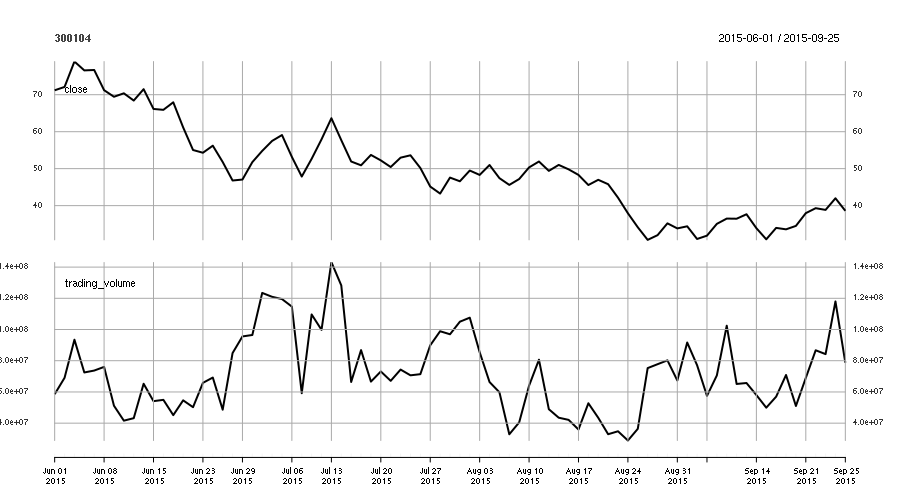 300104
2015-06-01 / 2015-09-25
close
70
60
50
40
70
60
50
40
trading_volume
1.4e+08
1.2e+08
1.0e+08
8.0e+07
6.0e+07
4.0e+07
1.4e+08
1.2e+08
1.0e+08
8.0e+07
6.0e+07
4.0e+07
Jun 01 Jun 08 Jun 15 Jun 23 Jun 29 Jul 06 Jul 13 Jul 20 Jul 27 Aug 03 Aug 10 Aug 17 Aug 24 Aug 31 Sep 14 Sep 21 Sep 25
2015 2015 2015 2015 2015 2015 2015 2015 2015 2015 2015 2015 2015 2015 2015 2015 2015